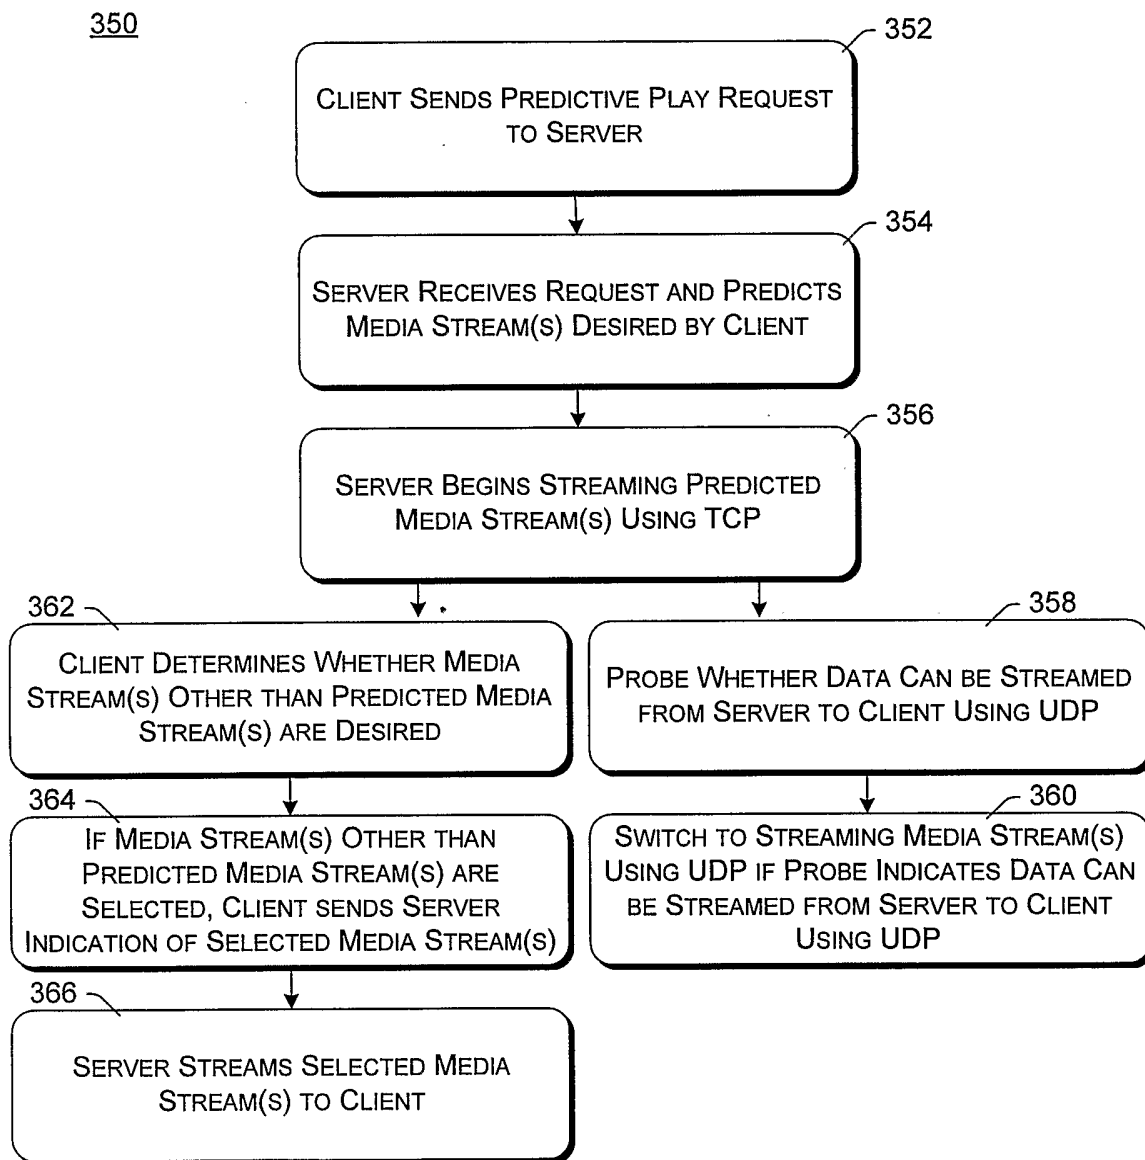 350
352
CLIENT SENDS PREDICTIVE PLAY REQUEST
TO SERVER
354
SERVER RECEIVES REQUEST AND PREDICTS
MEDIA STREAM(S) DESIRED BY CLIENT
356
SERVER BEGINS STREAMING PREDICTED
MEDIA STREAM(S) USING TCP
362
CLIENT DETERMINES WHETHER MEDIA
STREAM(S) OTHER THAN PREDICTED MEDIA
STREAM(S) ARE DESIRED
358
PROBE WHETHER DATA CAN BE STREAMED
FROM SERVER TO CLIENT USING UDP
364
IF MEDIA STREAM(S) OTHER THAN
PREDICTED MEDIA STREAM(S) ARE
SELECTED, CLIENT SENDS SERVER
INDICATION OF SELECTED MEDIA STREAM(S)
360
SWITCH TO STREAMING MEDIA STREAM(S)
USING UDP IF PROBE INDICATES DATA CAN
BE STREAMED FROM SERVER TO CLIENT
USING UDP
366
SERVER STREAMS SELECTED MEDIA
STREAM(S) TO CLIENT